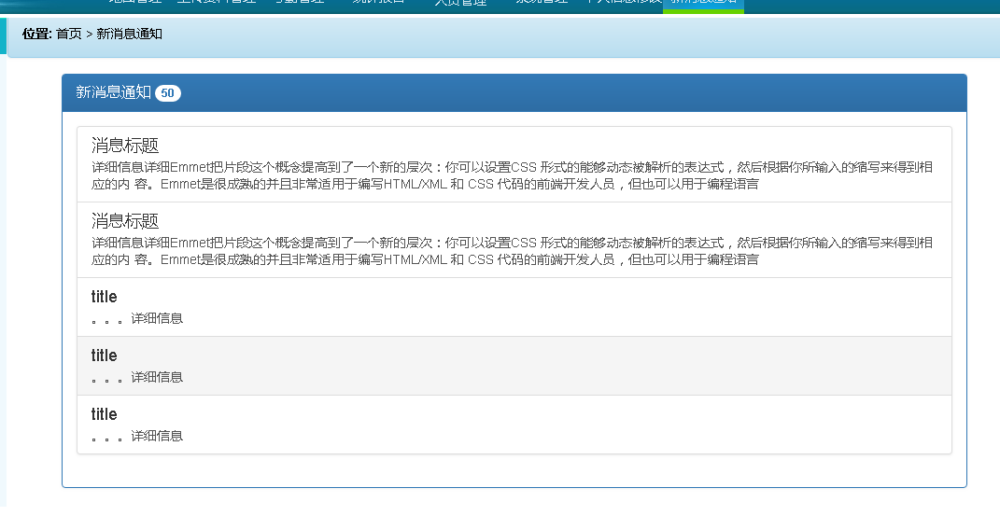 位置: 首页 > 新消息通知
新消息通知 50
消息标题
详细信息详细Emmet把片段这个概念提高到了一个新的层次：你可以设置CSS 形式的能够动态被解析的表达式，然后根据你所输入的缩写来得到相
应的内 容。Emmet是很成熟的并且非常适用于编写HTML/XML 和 CSS 代码的前端开发人员，但也可以用于编程语言
消息标题
详细信息详细Emmet把片段这个概念提高到了一个新的层次：你可以设置CSS 形式的能够动态被解析的表达式，然后根据你所输入的缩写来得到相
应的内 容。Emmet是很成熟的并且非常适用于编写HTML/XML 和 CSS 代码的前端开发人员，但也可以用于编程语言
title
。。。详细信息
title
。。。详细信息
title
。。。详细信息